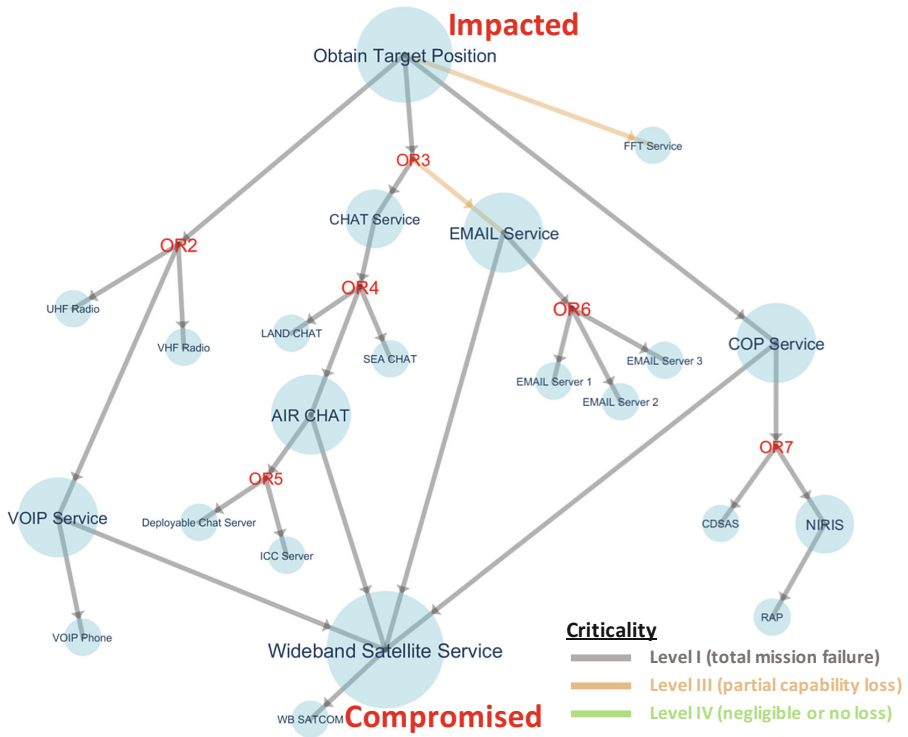 Impacted
Obtain Target Position
FFT Service
OR3
CHAT Service
EMAIL Service
OR2
OR4
UHF Radio
OR6
LAND CHAT
VHF Radio
SEA CHAT
EMAIL Server 3
COP Service
EMAIL Server 1
EMAIL Server 2
AIR CHAT
OR7
OR5
VOIP Service
Deployable Chat Server
CDSAS
NIRIS
ICC Server
RAP
VOIP Phone
Wideband Satellite Service
WB SATCOM
Compromised
Criticality
Level I (total mission failure)
Level III (partial capability loss)
Level IV (negligible or no loss)